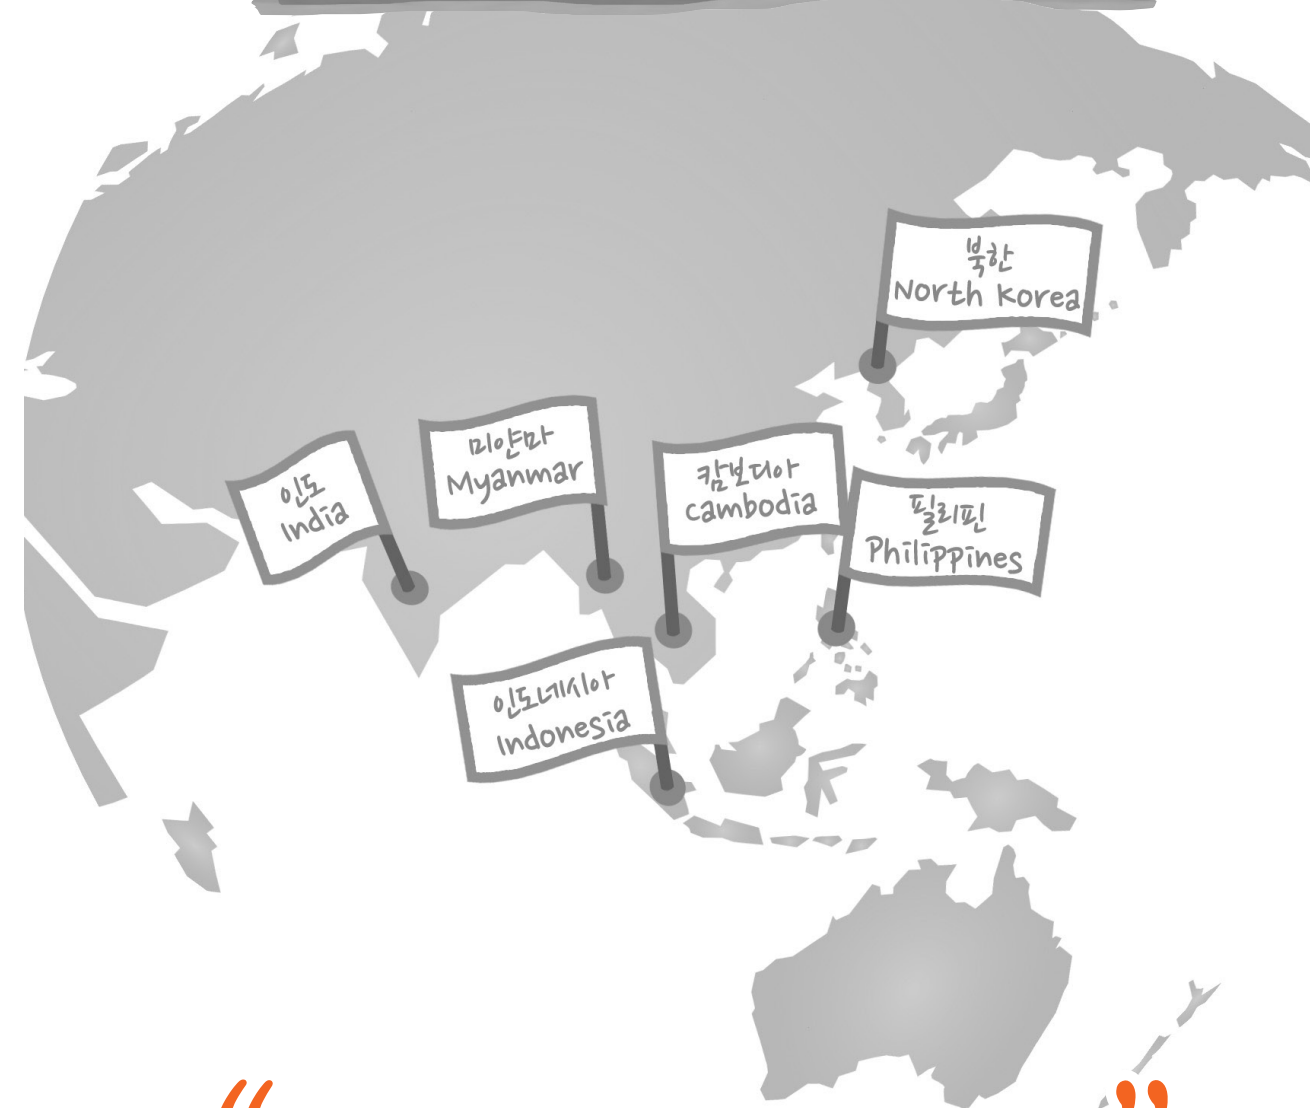 북한
North Korea
미얀마
Myanmar
인도
India
캄보디아
cambodia
필리핀
Philippines
인도네시아
Indonesia
“ ”